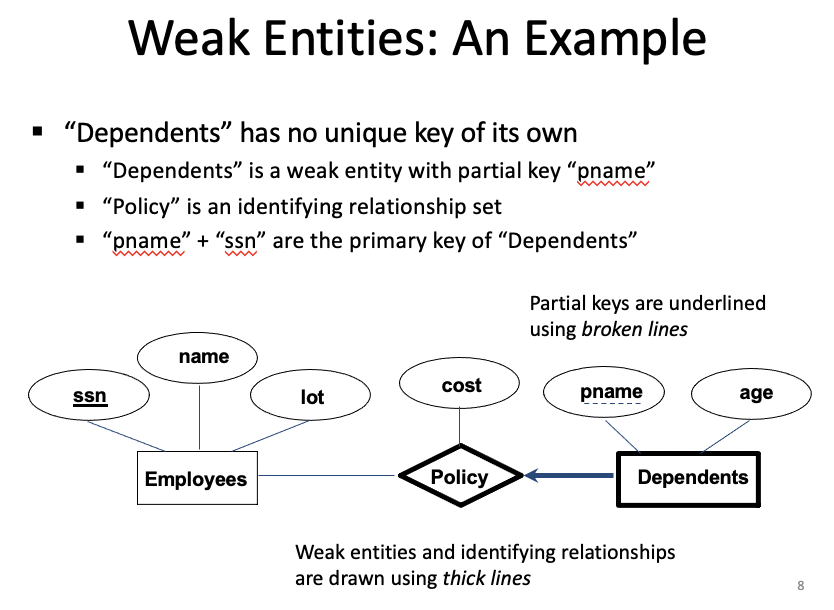 Weak Entities: An Example
▪ “Dependents” has no unique key of its own
▪ “Dependents” is a weak entity with partial key “pname”
▪ “Policy” is an identifying relationship set
▪ “pname” + “ssn” are the primary key of “Dependents”
Partial keys are underlined
using broken lines
name
ssn
lot
cost
pname
age
Employees
Policy
Dependents
Weak entities and identifying relationships
are drawn using thick lines
8